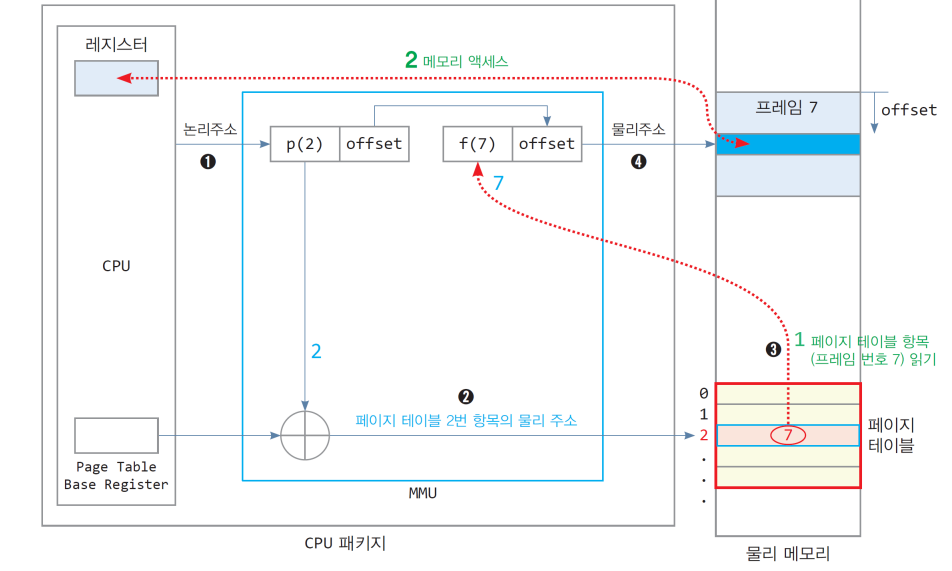 레지스터
2 메모리 액세스
프레임 7
offset
논리주소
❶
p(2) offset
f(7) offset
물리주소
❹
7
CPU
2
❸
1 페이지 테이블 항목
(프레임 번호 7) 읽기
❷
페이지 테이블 2번 항목의 물리 주소
0
1
2
.
.
.
7
페이지
테이블
Page Table
Base Register
MMU
CPU 패키지
물리 메모리